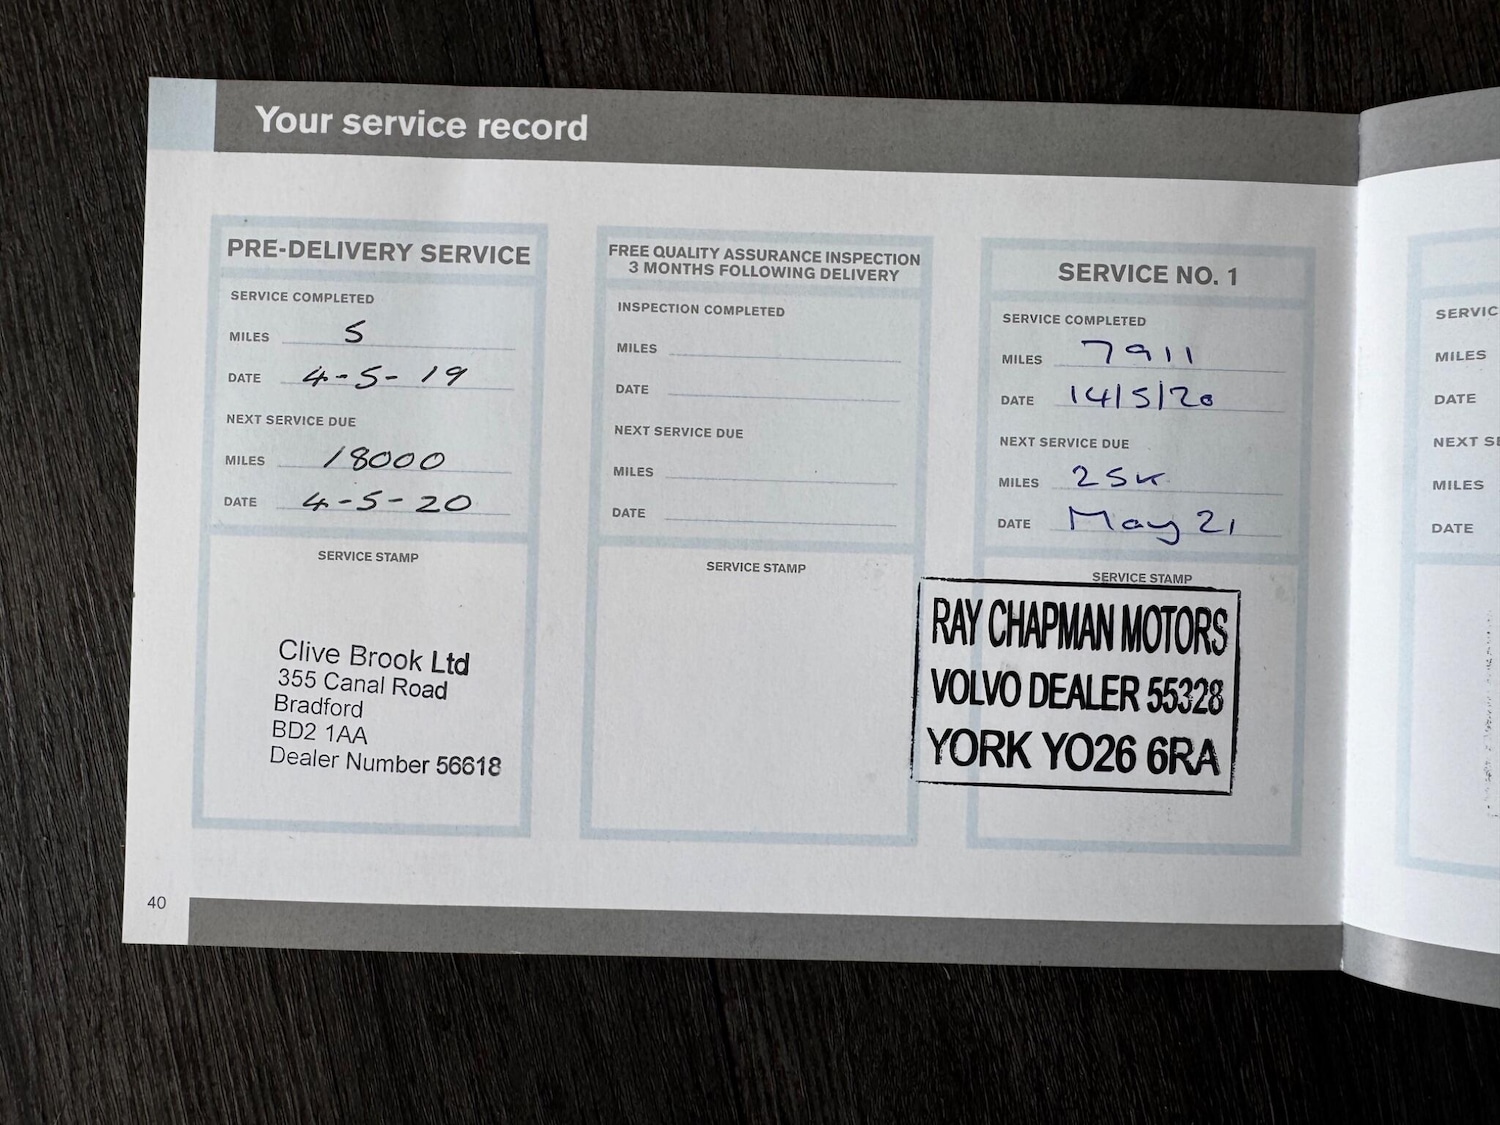 Your service record
PRE-DELIVERY SERVICE
SERVICE COMPLETED
MILES 5
DATE 4-5-19
NEXT SERVICE DUE
MILES 18000
DATE 4-5-20
SERVICE STAMP
Clive Brook Ltd
355 Canal Road
Bradford
BD2 1AA
Dealer Number 56618
FREE QUALITY ASSURANCE INSPECTION
3 MONTHS FOLLOWING DELIVERY
INSPECTION COMPLETED
MILES
DATE
NEXT SERVICE DUE
MILES
DATE
SERVICE STAMP
SERVICE NO. 1
SERVICE COMPLETED
MILES 7911
DATE 14/5/20
NEXT SERVICE DUE
MILES 25K
DATE May 21
SERVICE STAMP
RAY CHAPMAN MOTORS
VOLVO DEALER 55328
YORK YO26 6RA
40
SERVIC
MILES
DATE
NEXT SE
MILES
DATE